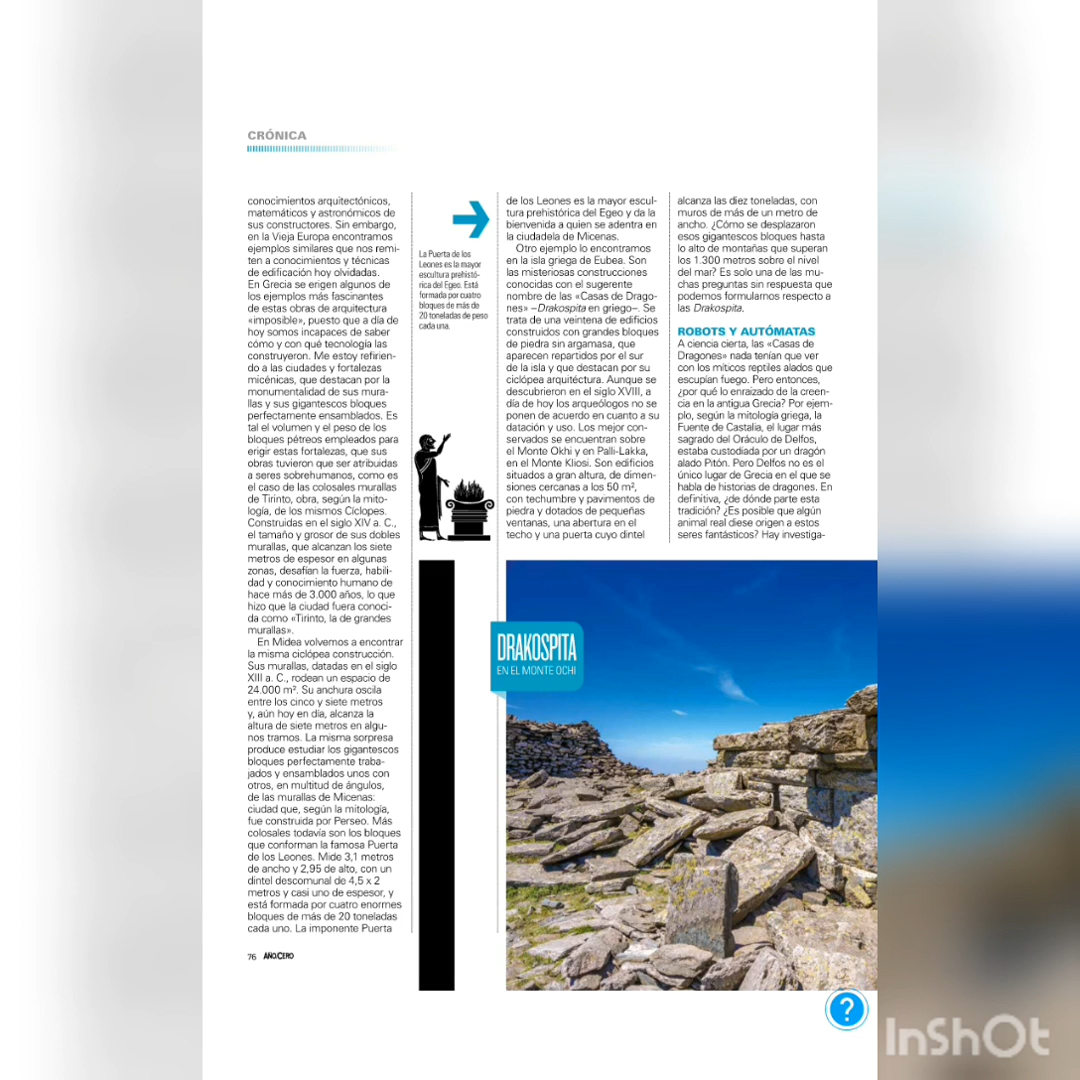 CRÓNICA
conocimientos arquitectónicos,
matemáticos y astronómicos de
sus constructores. Sin embargo,
en la Vieja Europa encontramos
ejemplos similares que nos remi-
ten a conocimientos y técnicas
de edificación hoy olvidadas.
En Grecia se erigen algunos de
los ejemplos más fascinantes
de estas obras de arquitectura
«imposible», puesto que a día de
hoy somos incapaces de saber
cómo y con qué tecnología las
construyeron. Me estoy refirien-
do a las ciudades y fortalezas
micénicas, que destacan por la
monumentalidad de sus mura-
llas y sus gigantescos bloques
perfectamente ensamblados. Es
tal el volumen y el peso de los
bloques pétreos empleados para
erigir estas fortalezas, que sus
obras tuvieron que ser atribuidas
a seres sobrehumanos, como es
el caso de las colosales murallas
de Tirinto, obra, según la mito-
logía, de los mismos Cíclopes.
Construidas en el siglo XIV a. C.,
el tamaño y grosor de sus dobles
murallas, que alcanzan los siete
metros de espesor en algunas
zonas, desafían la fuerza, habili-
dad y conocimiento humano de
hace más de 3.000 años, lo que
hizo que la ciudad fuera conoci-
da como «Tirinto, la de grandes
murallas».
En Midea volvemos a encontrar
la misma ciclópea construcción.
Sus murallas, datadas en el siglo
XIII a. C., rodean un espacio de
24.000 m². Su anchura oscila
entre los cinco y siete metros
y, aún hoy en día, alcanza la
altura de siete metros en algu-
nos tramos. La misma sorpresa
produce estudiar los gigantescos
bloques perfectamente traba-
jados y ensamblados unos con
otros, en multitud de ángulos,
de las murallas de Micenas:
ciudad que, según la mitología,
fue construida por Perseo. Más
colosales todavía son los bloques
que conforman la famosa Puerta
de los Leones. Mide 3,1 metros
de ancho y 2,95 de alto, con un
dintel descomunal de 4,5 x 2
metros y casi uno de espesor, y
está formada por cuatro enormes
bloques de más de 20 toneladas
cada uno. La imponente Puerta
La Puerta de los
Leones es la mayor
escultura prehistó-
rica del Egeo. Está
formada por cuatro
bloques de más de
20 toneladas de peso
cada una.
de los Leones es la mayor escul-
tura prehistórica del Egeo y da la
bienvenida a quien se adentra en
la ciudadela de Micenas.
Otro ejemplo lo encontramos
en la isla griega de Eubea. Son
las misteriosas construcciones
conocidas con el sugerente
nombre de las «Casas de Drago-
nes» –Drakospita en griego–. Se
trata de una veintena de edificios
construidos con grandes bloques
de piedra sin argamasa, que
aparecen repartidos por el sur
de la isla y que destacan por su
ciclópea arquitéctura. Aunque se
descubrieron en el siglo XVIII, a
día de hoy los arqueólogos no se
ponen de acuerdo en cuanto a su
datación y uso. Los mejor con-
servados se encuentran sobre
el Monte Okhi y en Palli-Lakka,
en el Monte Kliosi. Son edificios
situados a gran altura, de dimen-
siones cercanas a los 50 m²,
con techumbre y pavimentos de
piedra y dotados de pequeñas
ventanas, una abertura en el
techo y una puerta cuyo dintel
alcanza las diez toneladas, con
muros de más de un metro de
ancho. ¿Cómo se desplazaron
esos gigantescos bloques hasta
lo alto de montañas que superan
los 1.300 metros sobre el nivel
del mar? Es solo una de las mu-
chas preguntas sin respuesta que
podemos formularnos respecto a
las Drakospita.
ROBOTS Y AUTÓMATAS
A ciencia cierta, las «Casas de
Dragones» nada tenían que ver
con los míticos reptiles alados que
escupían fuego. Pero entonces,
¿por qué lo enraizado de la creen-
cia en la antigua Grecia? Por ejem-
plo, según la mitología griega, la
Fuente de Castalia, el lugar más
sagrado del Oráculo de Delfos,
estaba custodiada por un dragón
alado Pitón. Pero Delfos no es el
único lugar de Grecia en el que se
habla de historias de dragones. En
definitiva, ¿de dónde parte esta
tradición? ¿Es posible que algún
animal real diese origen a estos
seres fantásticos? Hay investiga-
DRAKOSPITA
EN EL MONTE OCHI
76 AÑO/CERO
?
InShOt